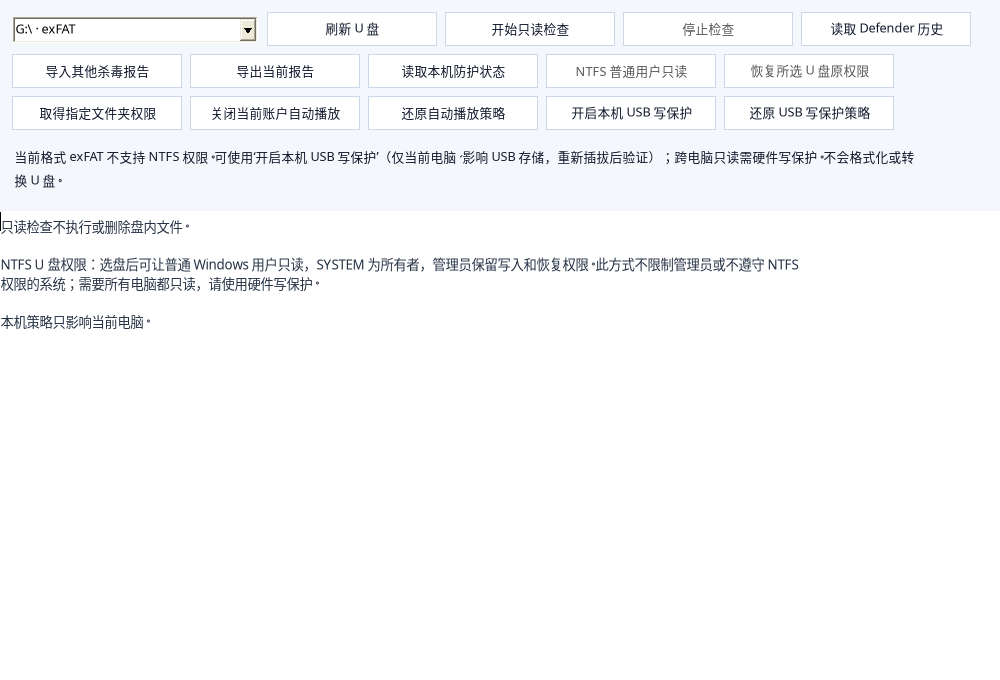 G:\ · exFAT
刷新 U 盘
开始只读检查
停止检查
读取 Defender 历史
导入其他杀毒报告
导出当前报告
读取本机防护状态
NTFS 普通用户只读
恢复所选 U 盘原权限
取得指定文件夹权限
关闭当前账户自动播放
还原自动播放策略
开启本机 USB 写保护
还原 USB 写保护策略
当前格式 exFAT 不支持 NTFS 权限。可使用‘开启本机 USB 写保护’（仅当前电脑、影响 USB 存储，重新插拔后验证）；跨电脑只读需硬件写保护。不会格式化或转
换 U 盘。
只读检查不执行或删除盘内文件。
NTFS U 盘权限：选盘后可让普通 Windows 用户只读，SYSTEM 为所有者，管理员保留写入和恢复权限。此方式不限制管理员或不遵守 NTFS
权限的系统；需要所有电脑都只读，请使用硬件写保护。
本机策略只影响当前电脑。